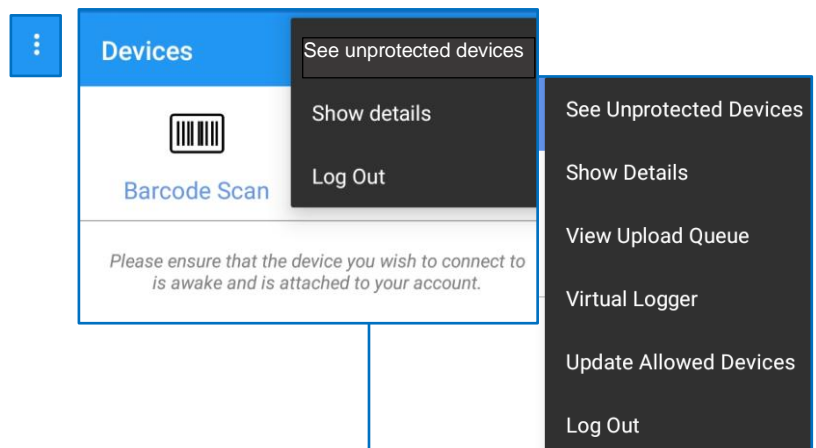 Devices
See unprotected devices
Show details
Log Out
Barcode Scan
Please ensure that the device you wish to connect to
is awake and is attached to your account.
See Unprotected Devices
Show Details
View Upload Queue
Virtual Logger
Update Allowed Devices
Log Out